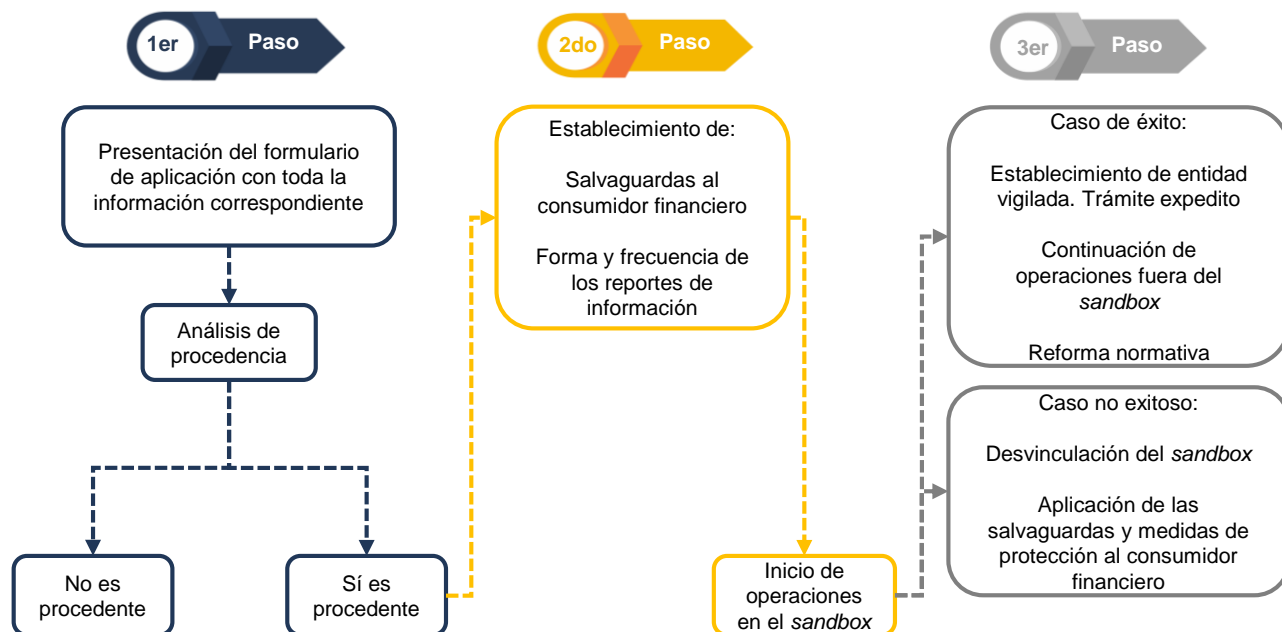 1er Paso
Presentación del formulario
de aplicación con toda la
información correspondiente
Análisis de
procedencia
No es
procedente
Sí es
procedente
2do Paso
Establecimiento de:
Salvaguardas al
consumidor financiero
Forma y frecuencia de
los reportes de
información
Inicio de
operaciones
en el sandbox
3er Paso
Caso de éxito:
Establecimiento de entidad
vigilada. Trámite expedito
Continuación de
operaciones fuera del
sandbox
Reforma normativa
Caso no exitoso:
Desvinculación del sandbox
Aplicación de las
salvaguardas y medidas de
protección al consumidor
financiero